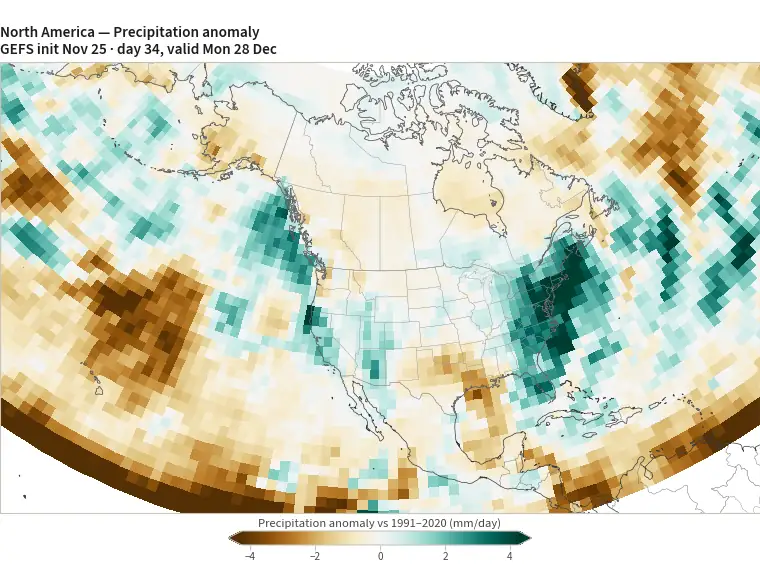 North America — Precipitation anomaly
GEFS init Nov 25 · day 34, valid Mon 28 Dec
Precipitation anomaly vs 1991–2020 (mm/day)
−4 −2 0 2 4